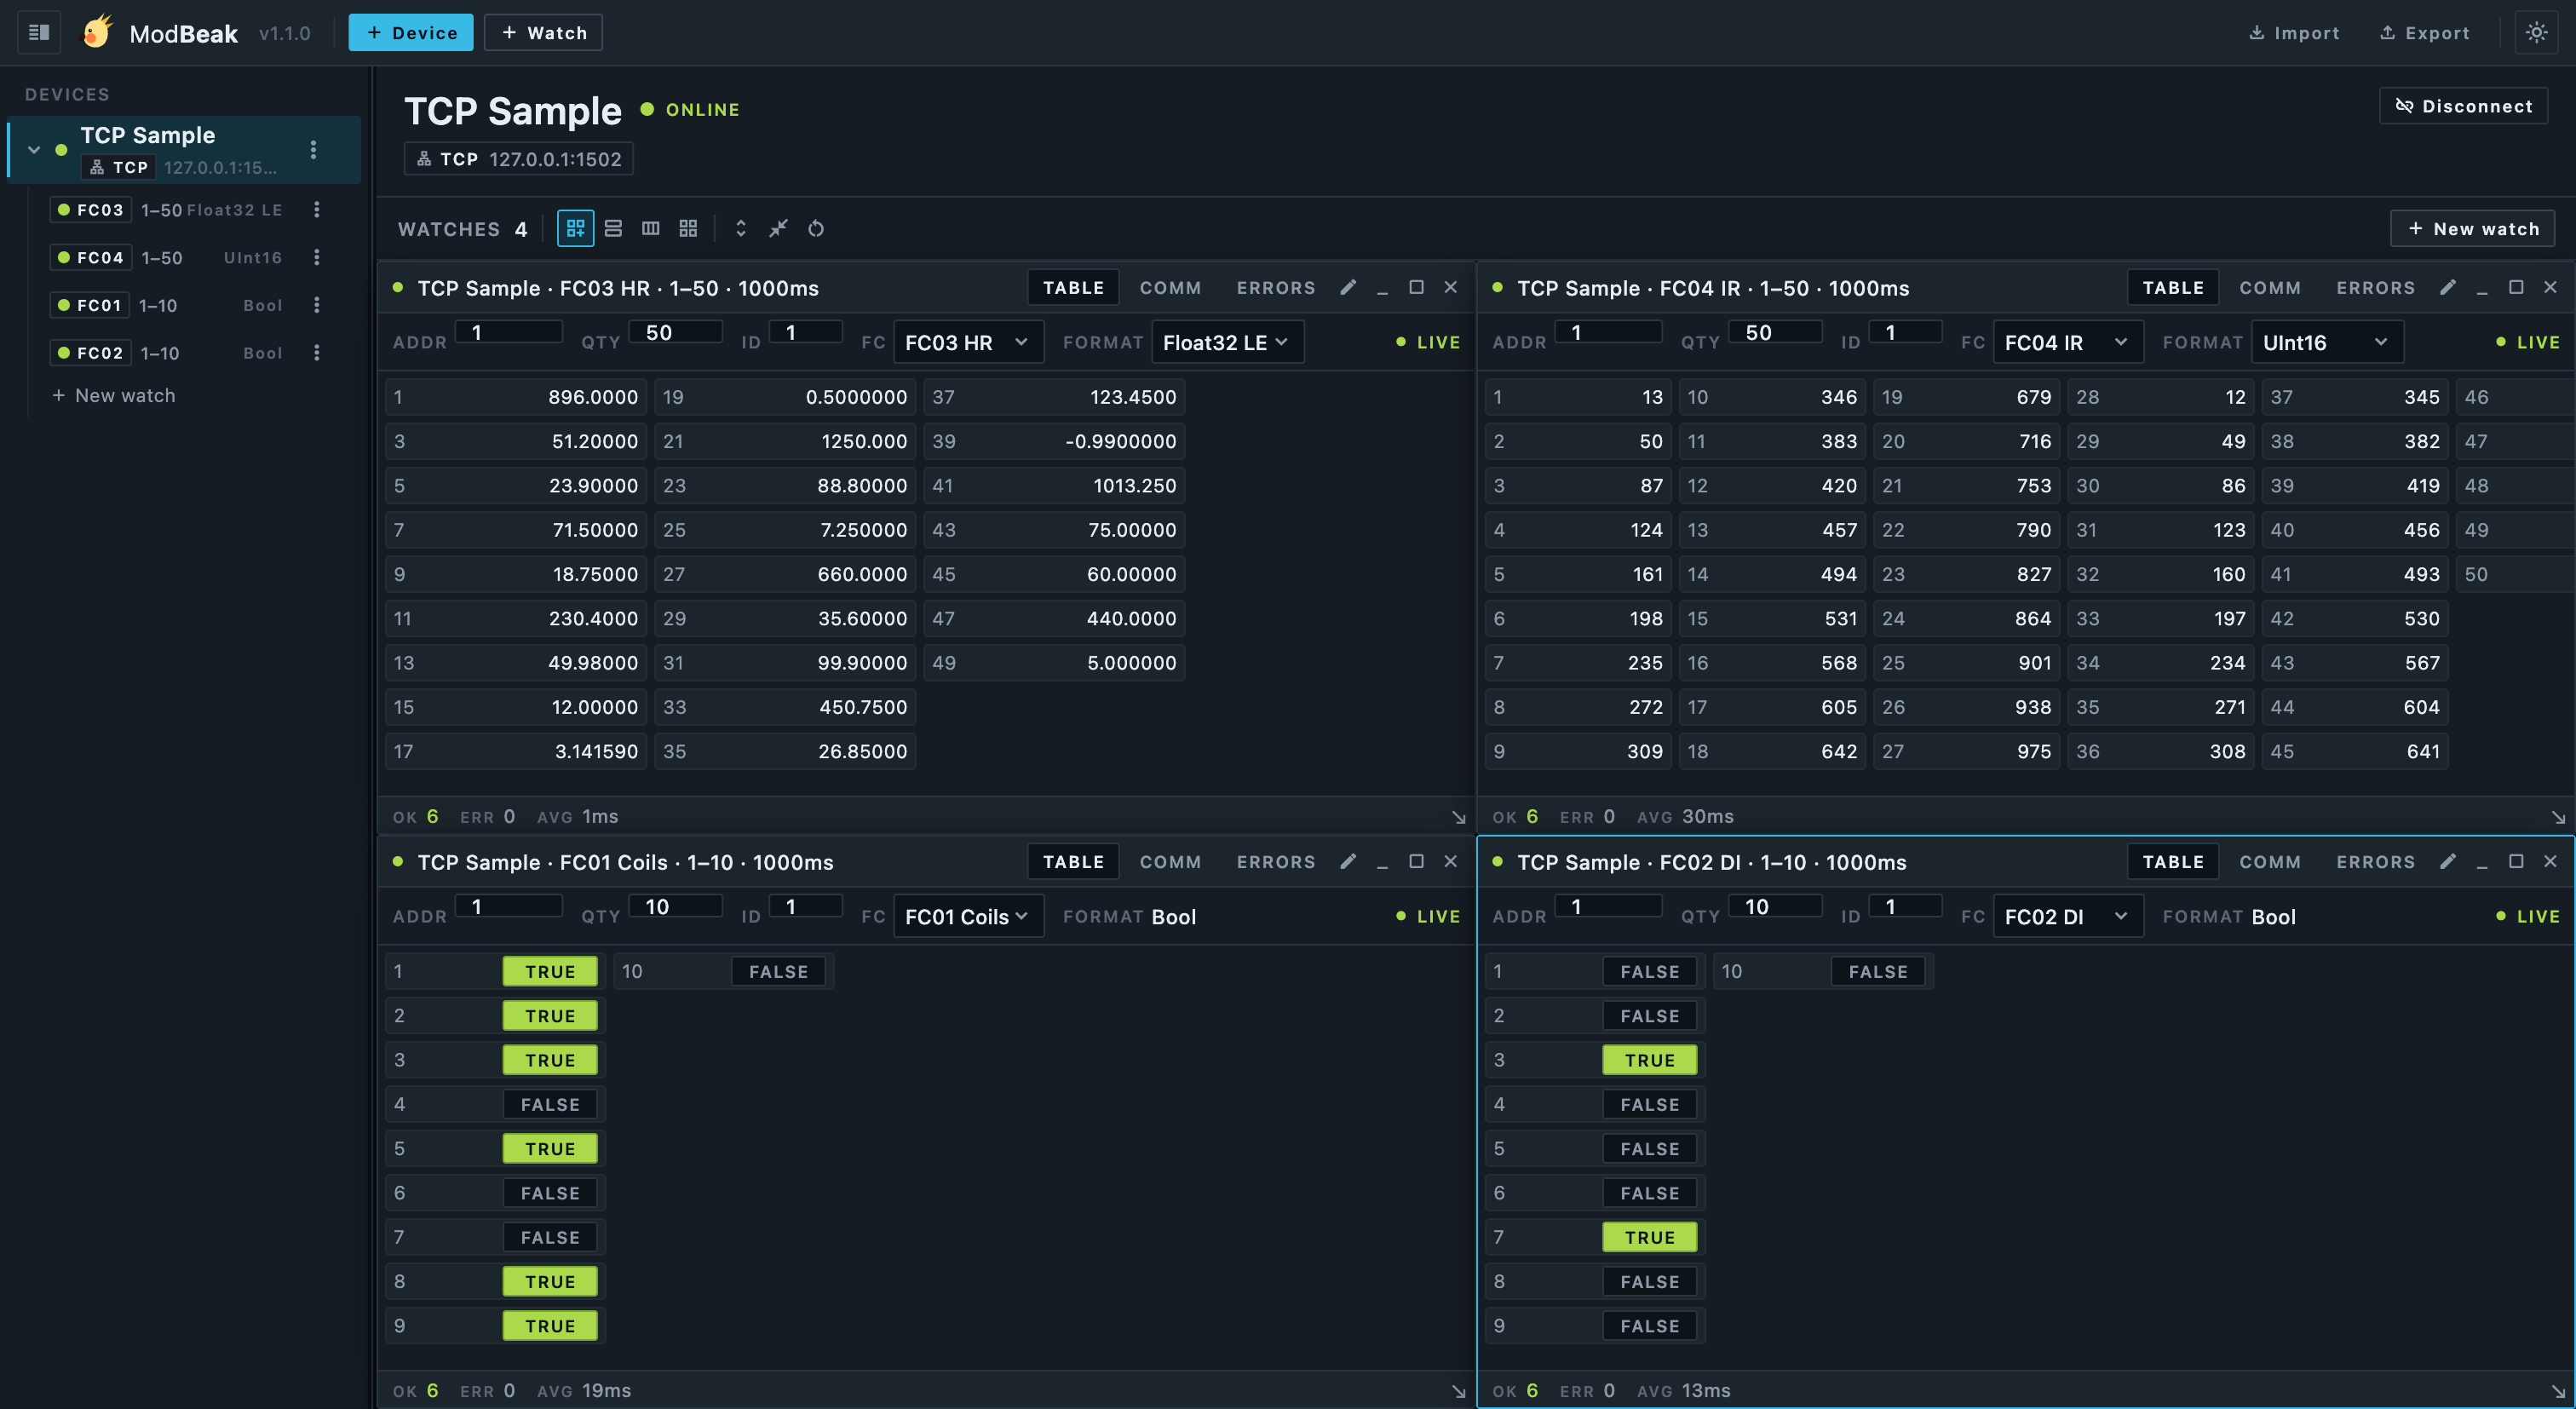 ModBeak v1.1.0 + Device + Watch Import Export
DEVICES
TCP Sample
TCP 127.0.0.1:15...
FC03 1–50 Float32 LE
FC04 1–50 UInt16
FC01 1–10 Bool
FC02 1–10 Bool
+ New watch
TCP Sample ONLINE Disconnect
TCP 127.0.0.1:1502
WATCHES 4 + New watch
TCP Sample · FC03 HR · 1–50 · 1000ms TABLE COMM ERRORS
ADDR 1 QTY 50 ID 1 FC FC03 HR FORMAT Float32 LE LIVE
1 896.0000 19 0.5000000 37 123.4500
3 51.20000 21 1250.000 39 -0.9900000
5 23.90000 23 88.80000 41 1013.250
7 71.50000 25 7.250000 43 75.00000
9 18.75000 27 660.0000 45 60.00000
11 230.4000 29 35.60000 47 440.0000
13 49.98000 31 99.90000 49 5.000000
15 12.00000 33 450.7500
17 3.141590 35 26.85000
OK 6 ERR 0 AVG 1ms
TCP Sample · FC04 IR · 1–50 · 1000ms TABLE COMM ERRORS
ADDR 1 QTY 50 ID 1 FC FC04 IR FORMAT UInt16 LIVE
1 13 10 346 19 679 28 12 37 345 46
2 50 11 383 20 716 29 49 38 382 47
3 87 12 420 21 753 30 86 39 419 48
4 124 13 457 22 790 31 123 40 456 49
5 161 14 494 23 827 32 160 41 493 50
6 198 15 531 24 864 33 197 42 530
7 235 16 568 25 901 34 234 43 567
8 272 17 605 26 938 35 271 44 604
9 309 18 642 27 975 36 308 45 641
OK 6 ERR 0 AVG 30ms
TCP Sample · FC01 Coils · 1–10 · 1000ms TABLE COMM ERRORS
ADDR 1 QTY 10 ID 1 FC FC01 Coils FORMAT Bool LIVE
1 TRUE 10 FALSE
2 TRUE
3 TRUE
4 FALSE
5 TRUE
6 FALSE
7 FALSE
8 TRUE
9 TRUE
OK 6 ERR 0 AVG 19ms
TCP Sample · FC02 DI · 1–10 · 1000ms TABLE COMM ERRORS
ADDR 1 QTY 10 ID 1 FC FC02 DI FORMAT Bool LIVE
1 FALSE 10 FALSE
2 FALSE
3 TRUE
4 FALSE
5 FALSE
6 FALSE
7 TRUE
8 FALSE
9 FALSE
OK 6 ERR 0 AVG 13ms